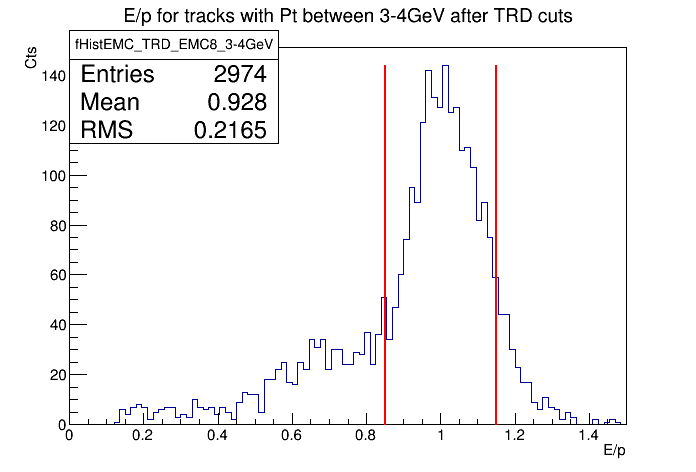 E/p for tracks with Pt between 3-4GeV after TRD cuts
Cts
fHistEMC_TRD_EMC8_3-4GeV
Entries 2974
Mean 0.928
RMS 0.2165
140
120
100
80
60
40
20
0
0 0.2 0.4 0.6 0.8 1 1.2 1.4
E/p